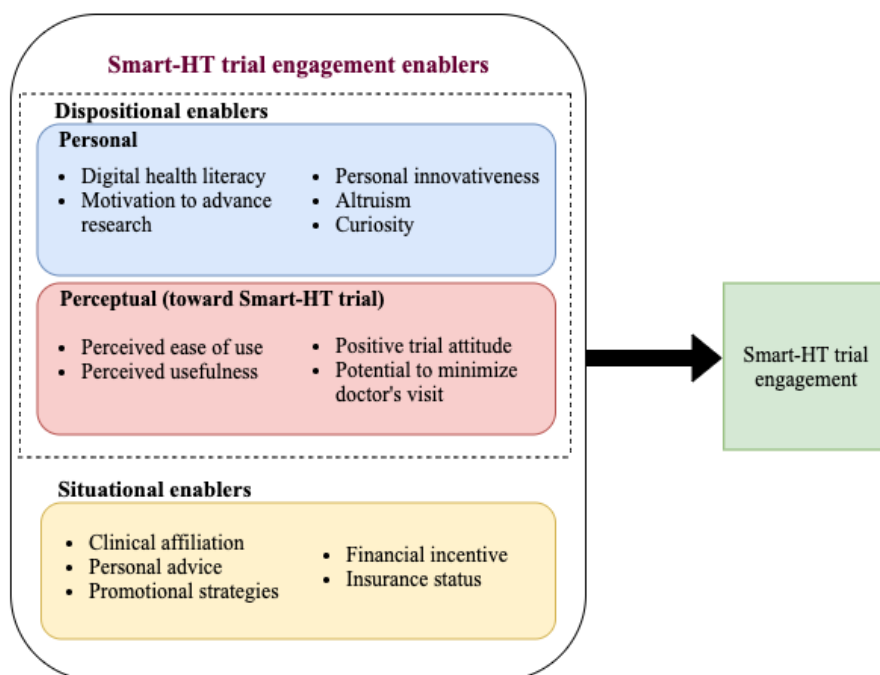 Smart-HT trial engagement enablers
Dispositional enablers
Personal
• Digital health literacy
• Motivation to advance
research
• Personal innovativeness
• Altruism
• Curiosity
Perceptual (toward Smart-HT trial)
• Perceived ease of use
• Perceived usefulness
• Positive trial attitude
• Potential to minimize
doctor's visit
Situational enablers
• Clinical affiliation
• Personal advice
• Promotional strategies
• Financial incentive
• Insurance status
Smart-HT trial
engagement